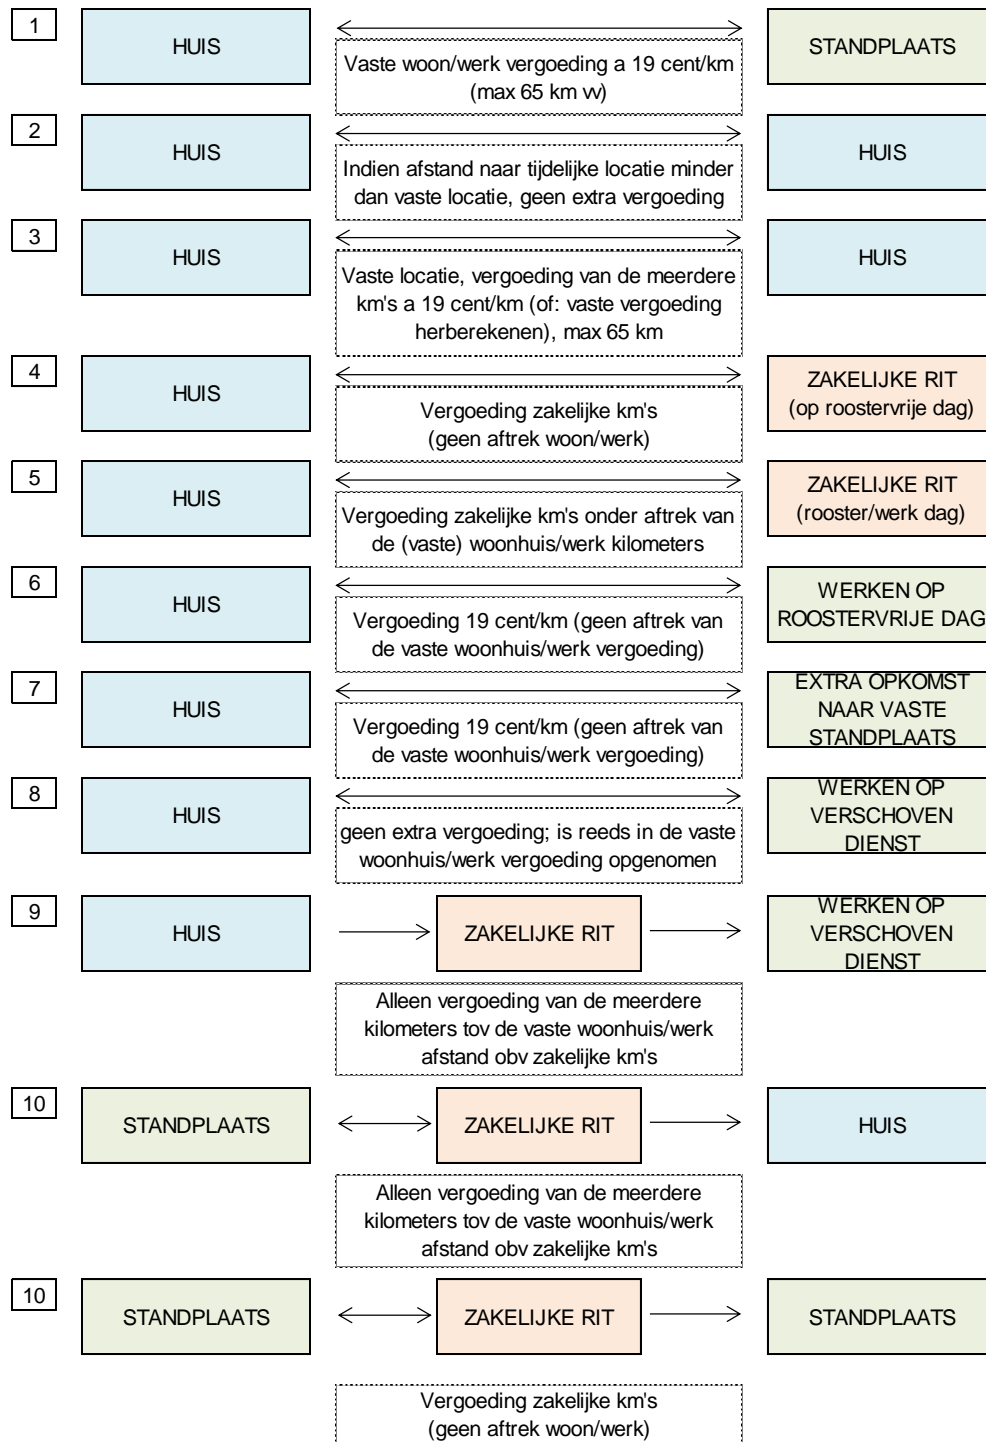 1
HUIS
STANDPLAATS
Vaste woon/werk vergoeding a 19 cent/km
(max 65 km vv)
2
HUIS
HUIS
Indien afstand naar tijdelijke locatie minder
dan vaste locatie, geen extra vergoeding
3
HUIS
HUIS
Vaste locatie, vergoeding van de meerdere
km's a 19 cent/km (of: vaste vergoeding
herberekenen), max 65 km
4
HUIS
ZAKELIJKE RIT
(op roostervrije dag)
Vergoeding zakelijke km's
(geen aftrek woon/werk)
5
HUIS
ZAKELIJKE RIT
(rooster/werk dag)
Vergoeding zakelijke km's onder aftrek van
de (vaste) woonhuis/werk kilometers
6
HUIS
WERKEN OP
ROOSTERVRIJE DAG
Vergoeding 19 cent/km (geen aftrek van
de vaste woonhuis/werk vergoeding)
7
HUIS
EXTRA OPKOMST
NAAR VASTE
STANDPLAATS
Vergoeding 19 cent/km (geen aftrek van
de vaste woonhuis/werk vergoeding)
8
HUIS
WERKEN OP
VERSCHOVEN
DIENST
geen extra vergoeding; is reeds in de vaste
woonhuis/werk vergoeding opgenomen
9
HUIS
ZAKELIJKE RIT
WERKEN OP
VERSCHOVEN
DIENST
Alleen vergoeding van de meerdere
kilometers tov de vaste woonhuis/werk
afstand obv zakelijke km's
10
STANDPLAATS
ZAKELIJKE RIT
HUIS
Alleen vergoeding van de meerdere
kilometers tov de vaste woonhuis/werk
afstand obv zakelijke km's
10
STANDPLAATS
ZAKELIJKE RIT
STANDPLAATS
Vergoeding zakelijke km's
(geen aftrek woon/werk)